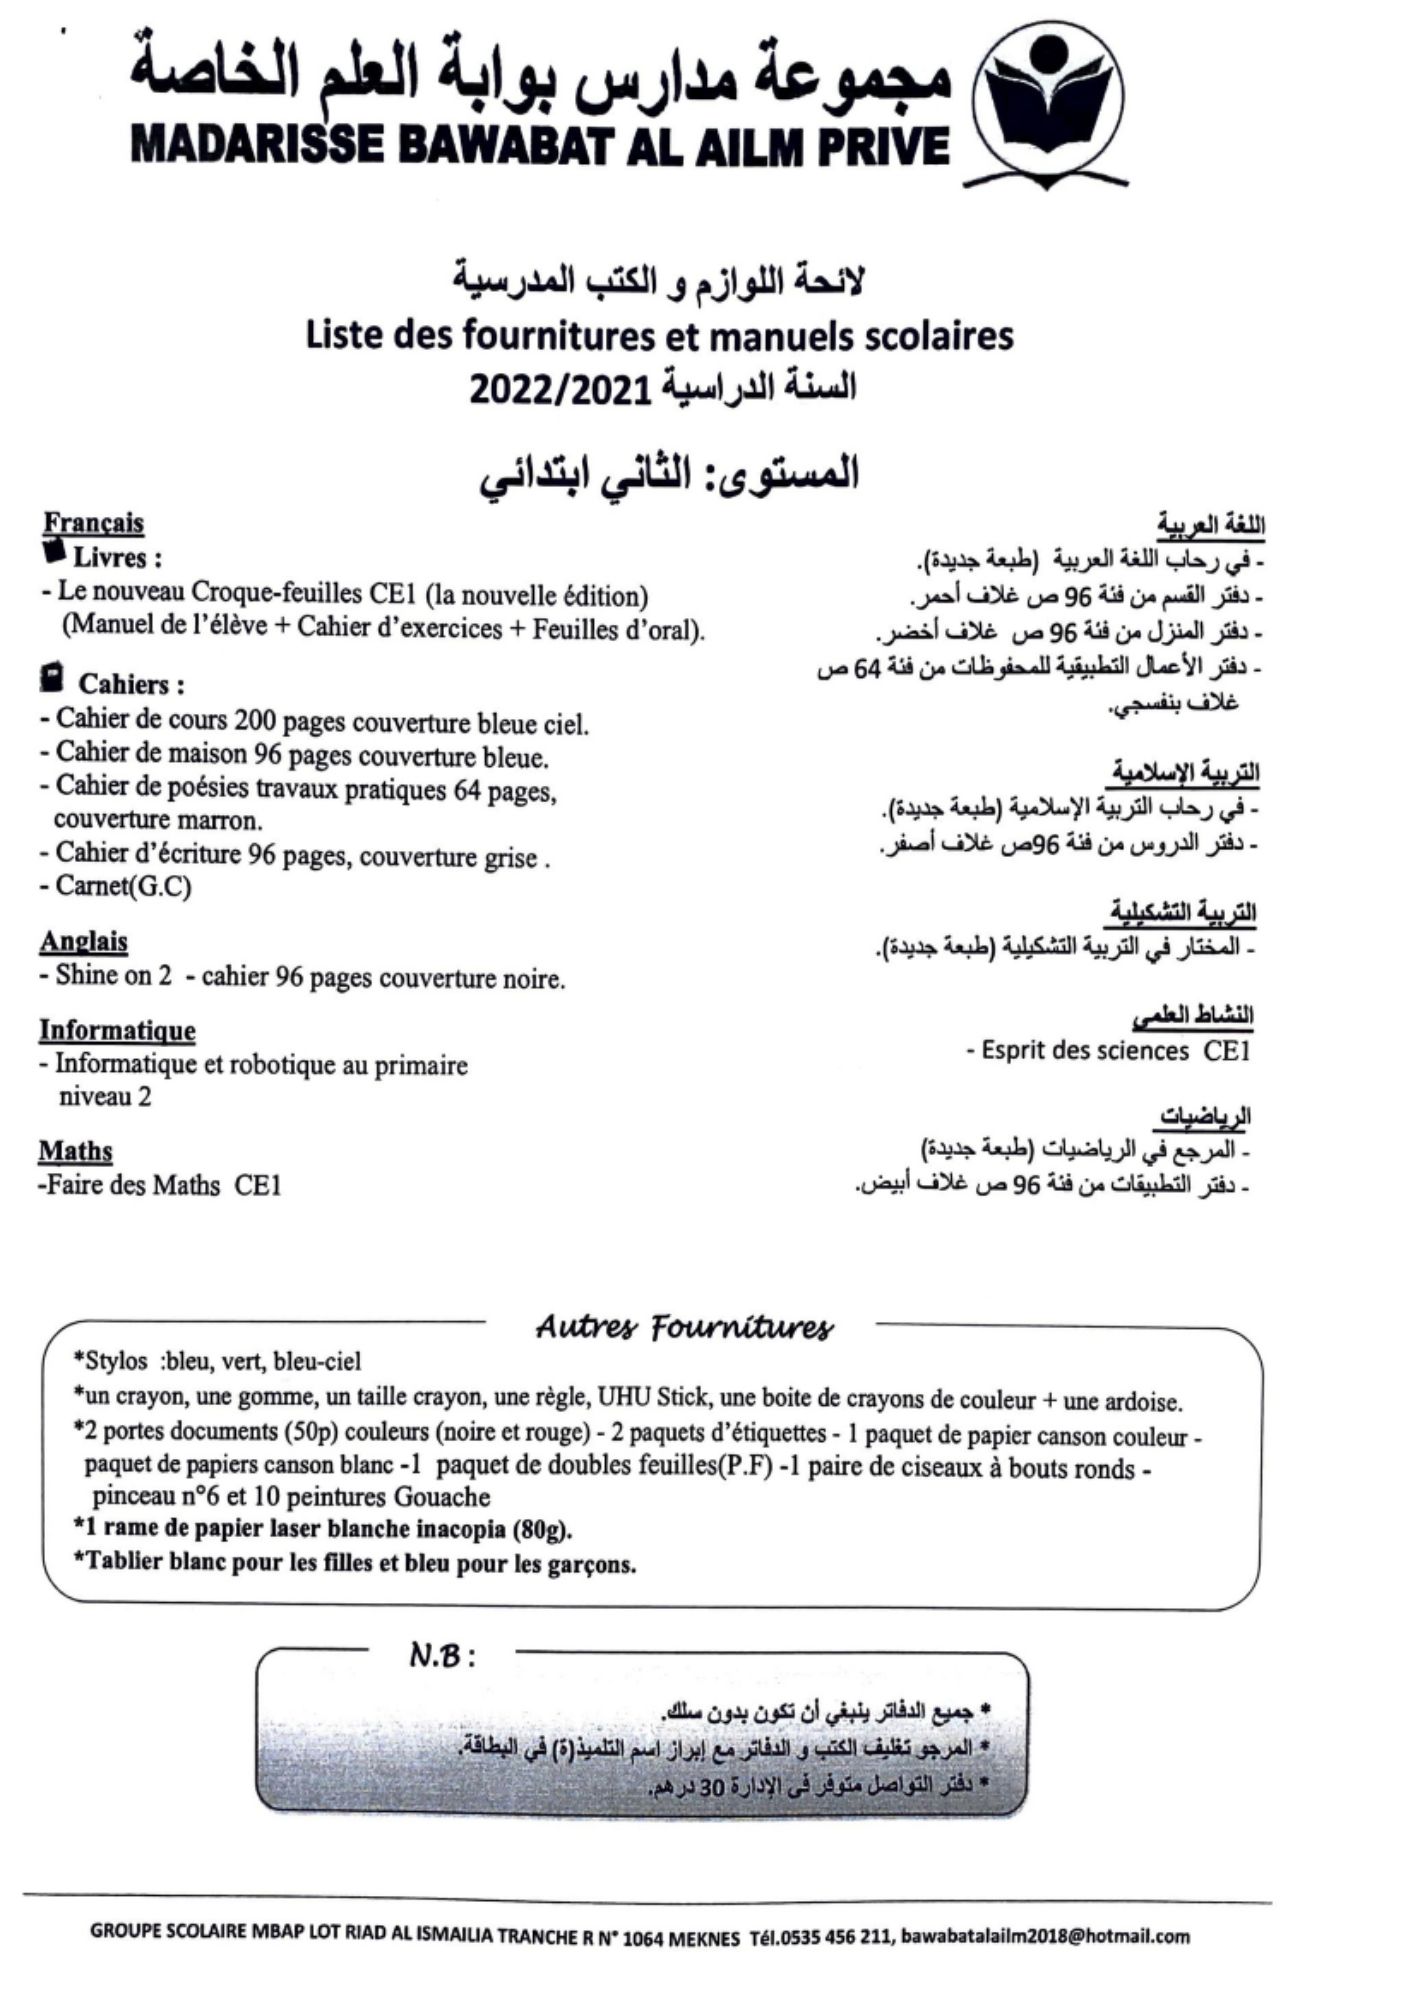 مجموعة مدارس بوابة العلم الخاصة
MADARISSE BAWABAT AL AILM PRIVE
لائحة اللوازم و الكتب المدرسية
Liste des fournitures et manuels scolaires
السنة الدراسية 2022/2021
المستوى: الثاني ابتدائي
Français
Livres :
- Le nouveau Croque-feuilles CE1 (la nouvelle édition)
(Manuel de l’élève + Cahier d’exercices + Feuilles d’oral).
Cahiers :
- Cahier de cours 200 pages couverture bleue ciel.
- Cahier de maison 96 pages couverture bleue.
- Cahier de poésies travaux pratiques 64 pages,
couverture marron.
- Cahier d’écriture 96 pages, couverture grise .
- Carnet(G.C)
Anglais
- Shine on 2 - cahier 96 pages couverture noire.
Informatique
- Informatique et robotique au primaire
niveau 2
Maths
-Faire des Maths CE1
اللغة العربية
- في رحاب اللغة العربية (طبعة جديدة).
- دفتر القسم من فئة 96 ص غلاف أحمر.
- دفتر المنزل من فئة 96 ص غلاف أخضر.
- دفتر الأعمال التطبيقية للمحفوظات من فئة 64 ص
غلاف بنفسجي.
التربية الإسلامية
- في رحاب التربية الإسلامية (طبعة جديدة).
- دفتر الدروس من فئة 96ص غلاف أصفر.
التربية التشكيلية
- المختار في التربية التشكيلية (طبعة جديدة).
النشاط العلمي
- Esprit des sciences CE1
الرياضيات
- المرجع في الرياضيات (طبعة جديدة)
- دفتر التطبيقات من فئة 96 ص غلاف أبيض.
Autres Fournitures
*Stylos :bleu, vert, bleu-ciel
*un crayon, une gomme, un taille crayon, une règle, UHU Stick, une boite de crayons de couleur + une ardoise.
*2 portes documents (50p) couleurs (noire et rouge) - 2 paquets d’étiquettes - 1 paquet de papier canson couleur -
paquet de papiers canson blanc -1 paquet de doubles feuilles(P.F) -1 paire de ciseaux à bouts ronds -
pinceau n°6 et 10 peintures Gouache
*1 rame de papier laser blanche inacopia (80g).
*Tablier blanc pour les filles et bleu pour les garçons.
N.B :
* جميع الدفاتر ينبغي أن تكون بدون سلك.
* المرجو تغليف الكتب و الدفاتر مع إبراز اسم التلميذ(ة) في البطاقة.
* دفتر التواصل متوفر في الإدارة 30 درهم.
GROUPE SCOLAIRE MBAP LOT RIAD AL ISMAILIA TRANCHE R N° 1064 MEKNES Tél.0535 456 211, bawabatalailm2018@hotmail.com